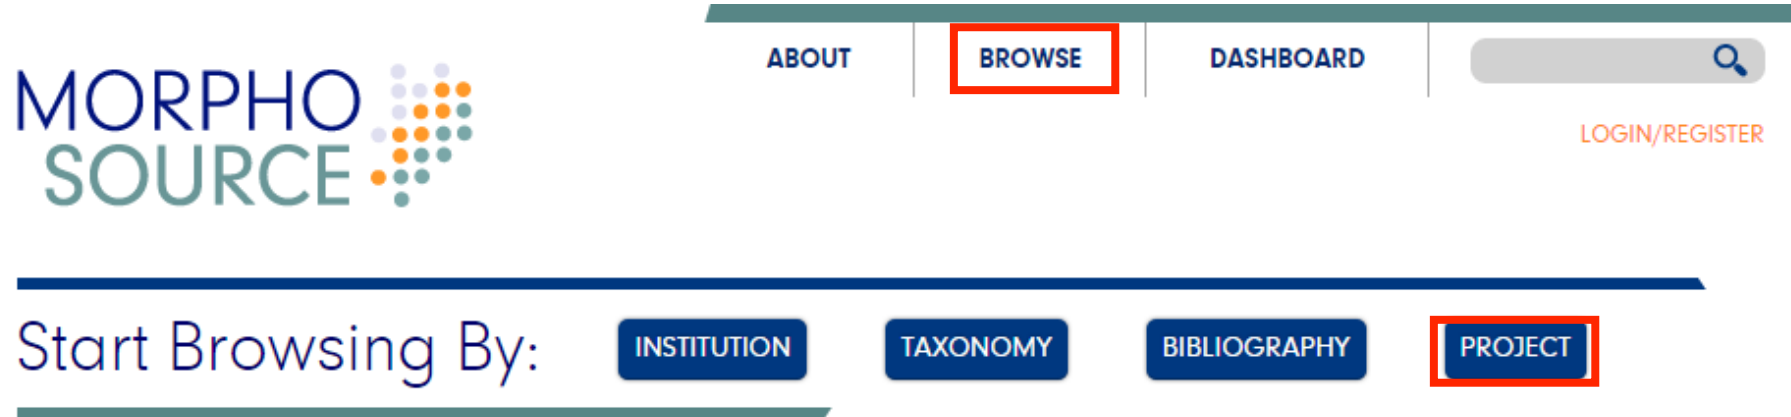 ABOUT BROWSE DASHBOARD
MORPHO
SOURCE
LOGIN/REGISTER
Start Browsing By: INSTITUTION TAXONOMY BIBLIOGRAPHY PROJECT